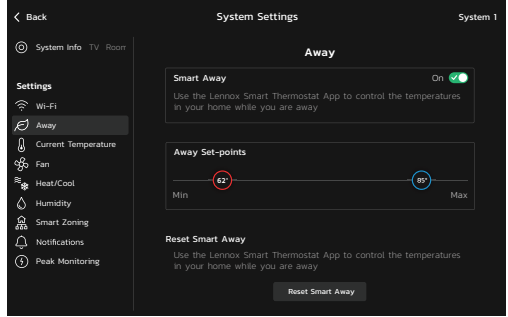 Back
System Settings
System 1
System Info TV Room
Away
Settings
Wi-Fi
Away
Current Temperature
Fan
Heat/Cool
Humidity
Smart Zoning
Notifications
Peak Monitoring
Smart Away
On
Use the Lennox Smart Thermostat App to control the temperatures
in your home while you are away
Away Set-points
62°
85°
Min
Max
Reset Smart Away
Use the Lennox Smart Thermostat App to control the temperatures
in your home while you are away
Reset Smart Away